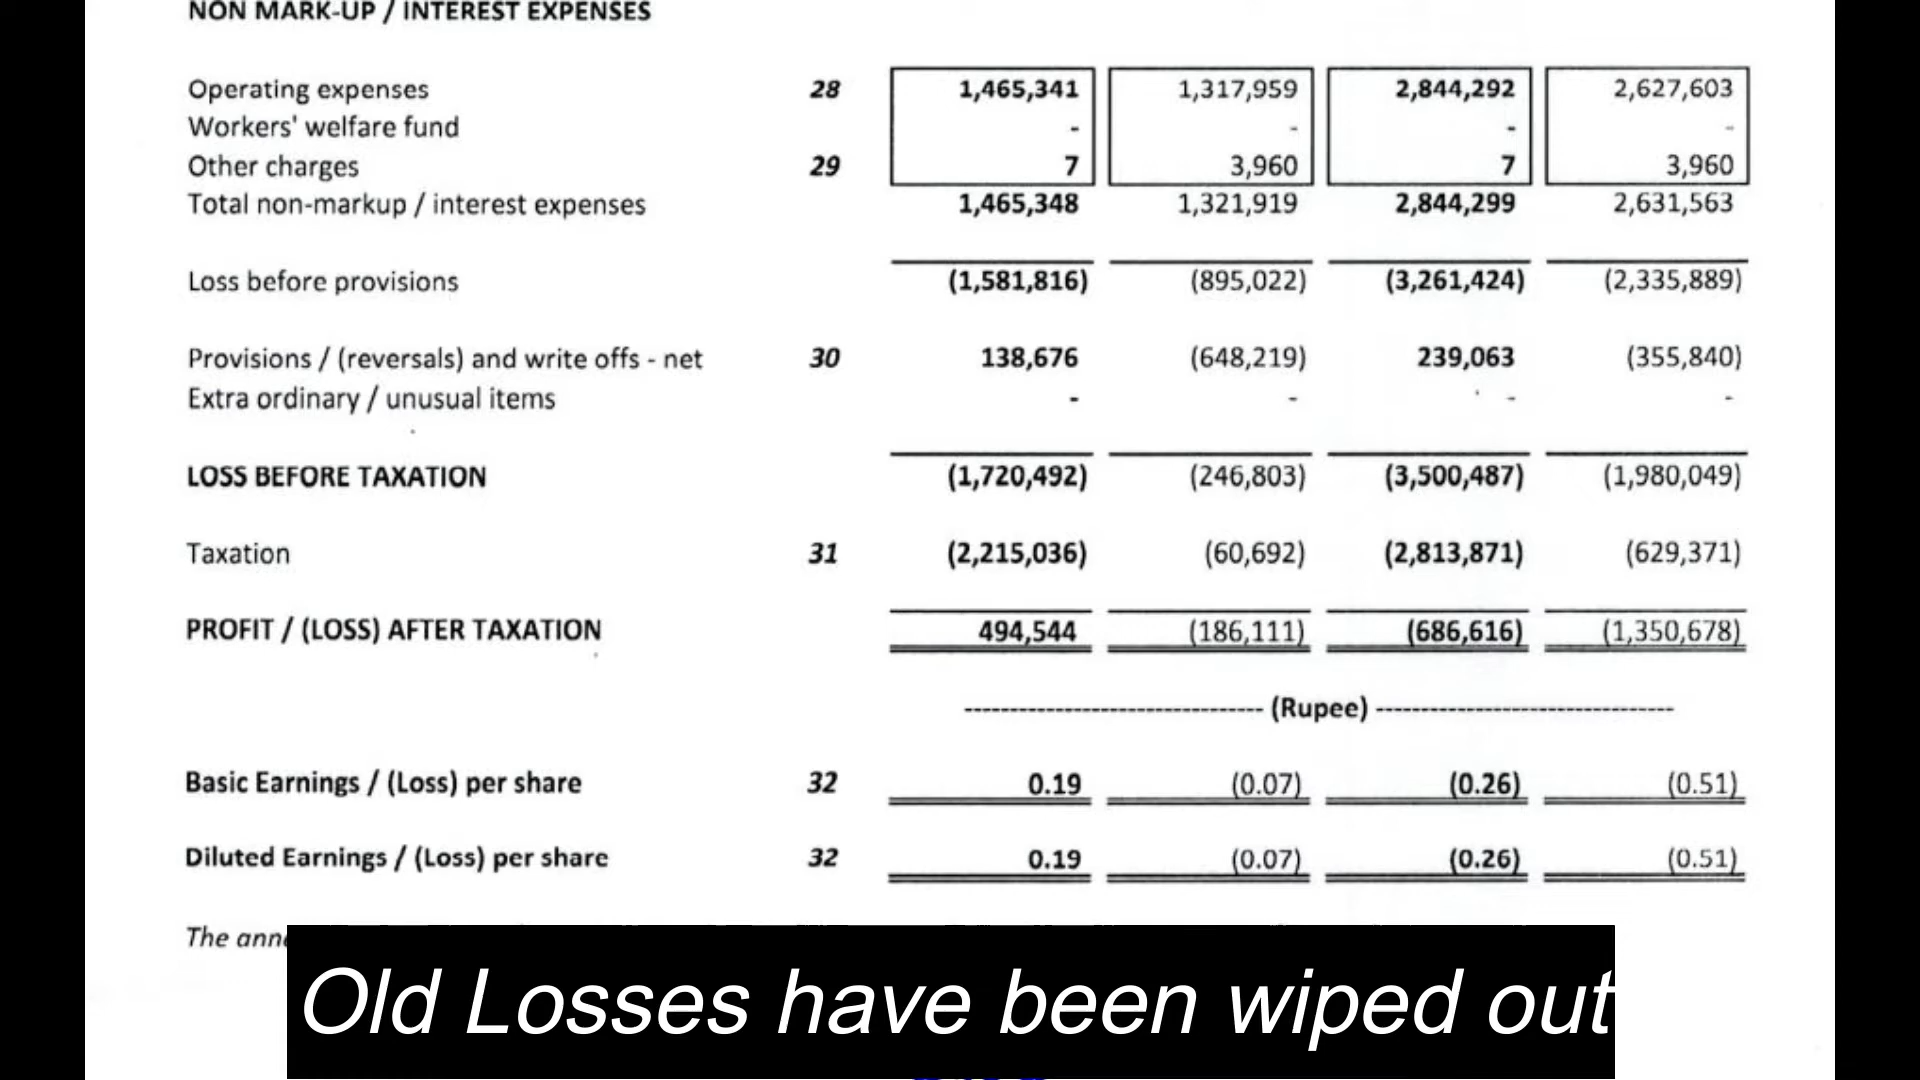 NON MARK-UP / INTEREST EXPENSES
Operating expenses 28 1,465,341 1,317,959 2,844,292 2,627,603
Workers' welfare fund - - - -
Other charges 29 7 3,960 7 3,960
Total non-markup / interest expenses 1,465,348 1,321,919 2,844,299 2,631,563
Loss before provisions (1,581,816) (895,022) (3,261,424) (2,335,889)
Provisions / (reversals) and write offs - net 30 138,676 (648,219) 239,063 (355,840)
Extra ordinary / unusual items - - - -
LOSS BEFORE TAXATION (1,720,492) (246,803) (3,500,487) (1,980,049)
Taxation 31 (2,215,036) (60,692) (2,813,871) (629,371)
PROFIT / (LOSS) AFTER TAXATION 494,544 (186,111) (686,616) (1,350,678)
------------------------------- (Rupee) -------------------------------
Basic Earnings / (Loss) per share 32 0.19 (0.07) (0.26) (0.51)
Diluted Earnings / (Loss) per share 32 0.19 (0.07) (0.26) (0.51)
The
Old Losses have been wiped out